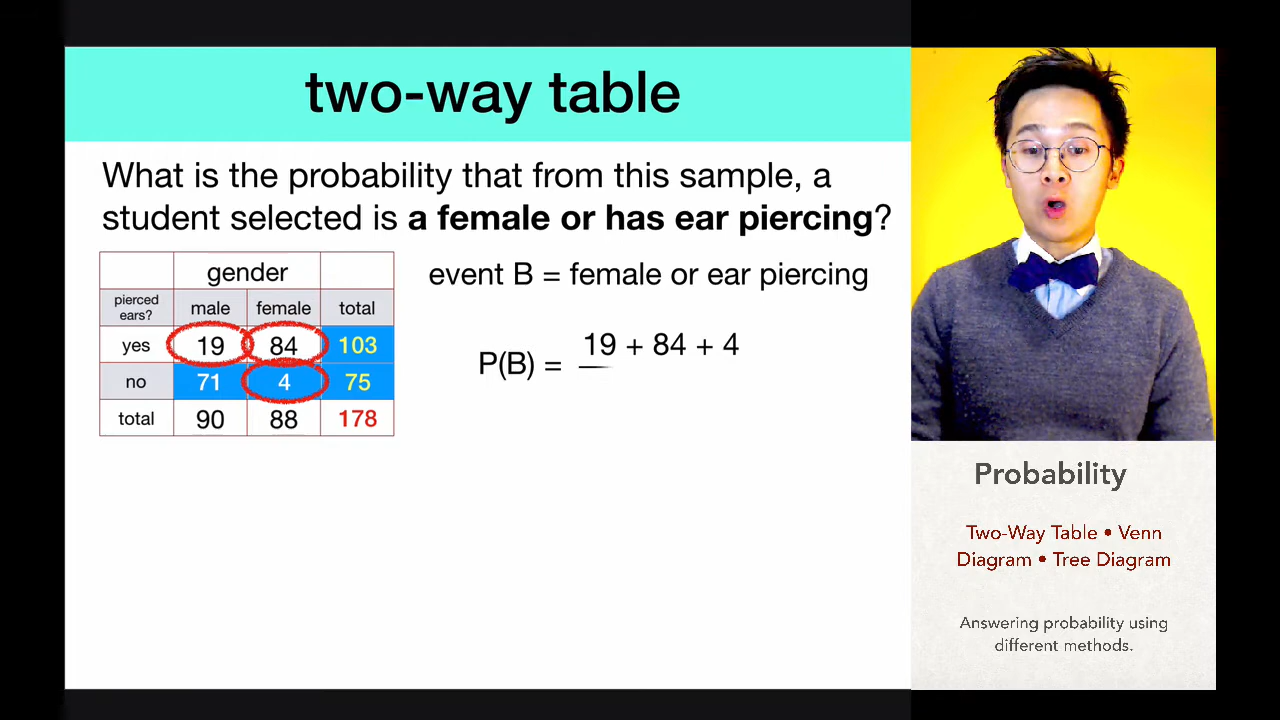 two-way table
What is the probability that from this sample, a
student selected is a female or has ear piercing?
gender
pierced ears? male female total
yes 19 84 103
no 71 4 75
total 90 88 178
event B = female or ear piercing
19 + 84 + 4
P(B) =
Probability
Two-Way Table • Venn
Diagram • Tree Diagram
Answering probability using
different methods.